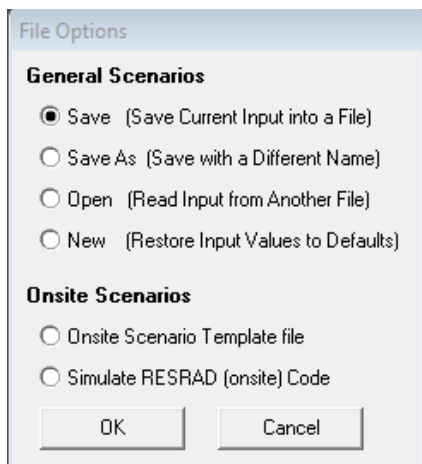 File Options
General Scenarios
Save (Save Current Input into a File)
Save As (Save with a Different Name)
Open (Read Input from Another File)
New (Restore Input Values to Defaults)
Onsite Scenarios
Onsite Scenario Template file
Simulate RESRAD (onsite) Code
OK Cancel